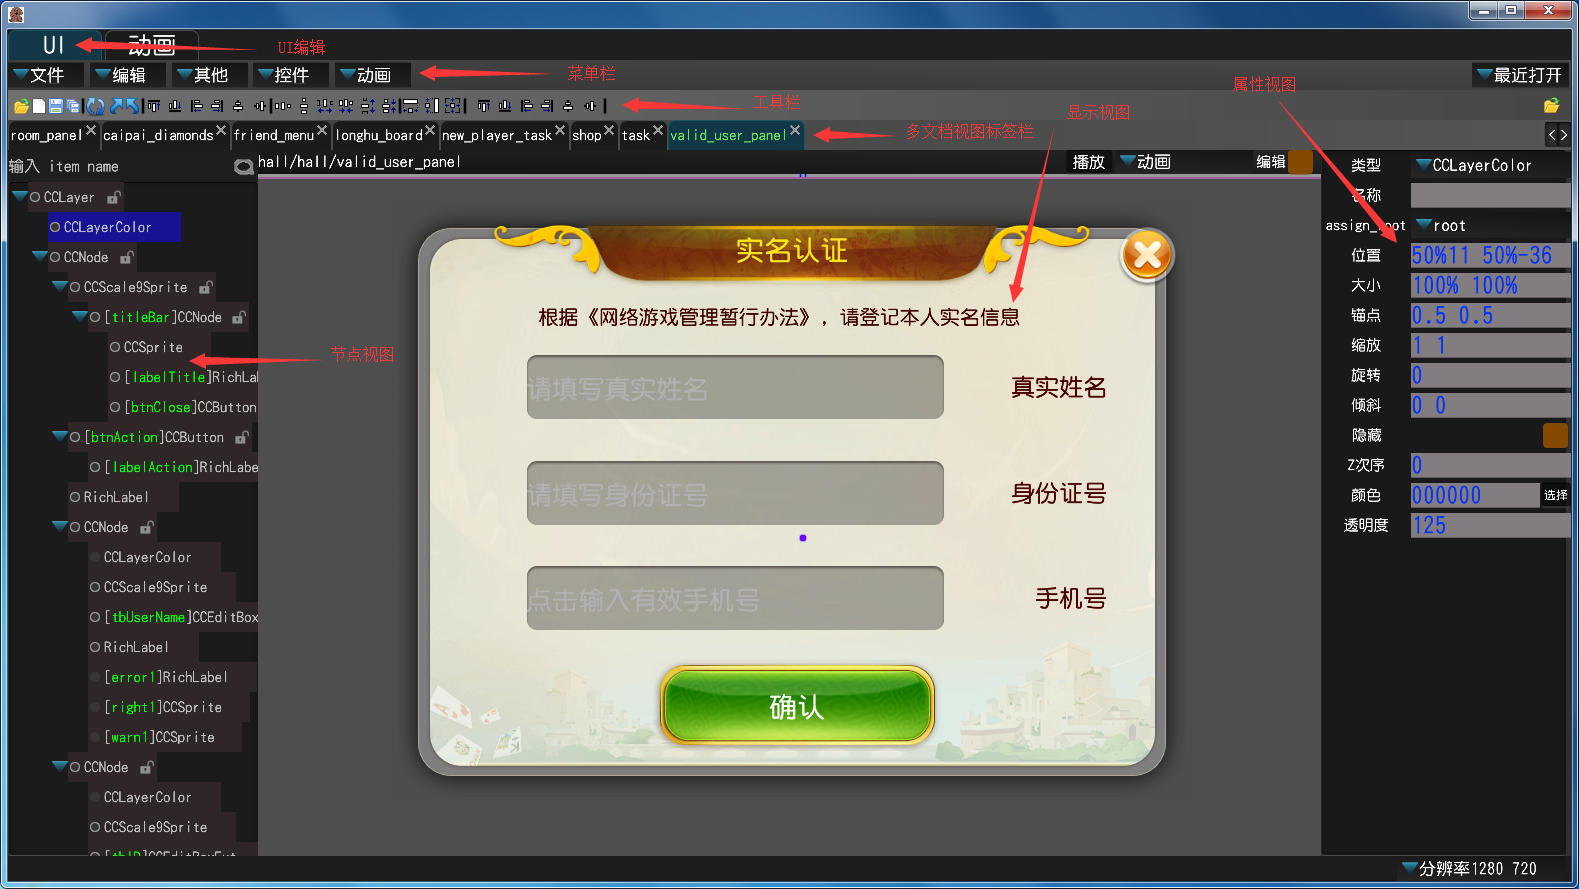 UI 动画 UI编辑
文件 编辑 其他 控件 动画 菜单栏 最近打开
工具栏 属性视图
显示视图
room_panel caipai_diamonds friend_menu longhu_board new_player_task shop task valid_user_panel 多文档视图标签栏
输入 item name
hall/hall/valid_user_panel 播放 动画 编辑
类型 CCLayerColor
名称
assign_root root
位置 50%11 50%-36
大小 100% 100%
锚点 0.5 0.5
缩放 1 1
旋转 0
倾斜 0 0
隐藏
Z次序 0
颜色 000000 选择
透明度 125
CCLayer
CCLayerColor
CCNode
CCScale9Sprite
[titleBar]CCNode
CCSprite
节点视图
[labelTitle]RichLa
[btnClose]CCButton
[btnAction]CCButton
[labelAction]RichLabe
RichLabel
CCNode
CCLayerColor
CCScale9Sprite
[tbUserName]CCEditBox
RichLabel
[error1]RichLabel
[right1]CCSprite
[warn1]CCSprite
CCNode
CCLayerColor
CCScale9Sprite
实名认证
根据《网络游戏管理暂行办法》，请登记本人实名信息
请填写真实姓名 真实姓名
请填写身份证号 身份证号
点击输入有效手机号 手机号
确认
分辨率1280 720